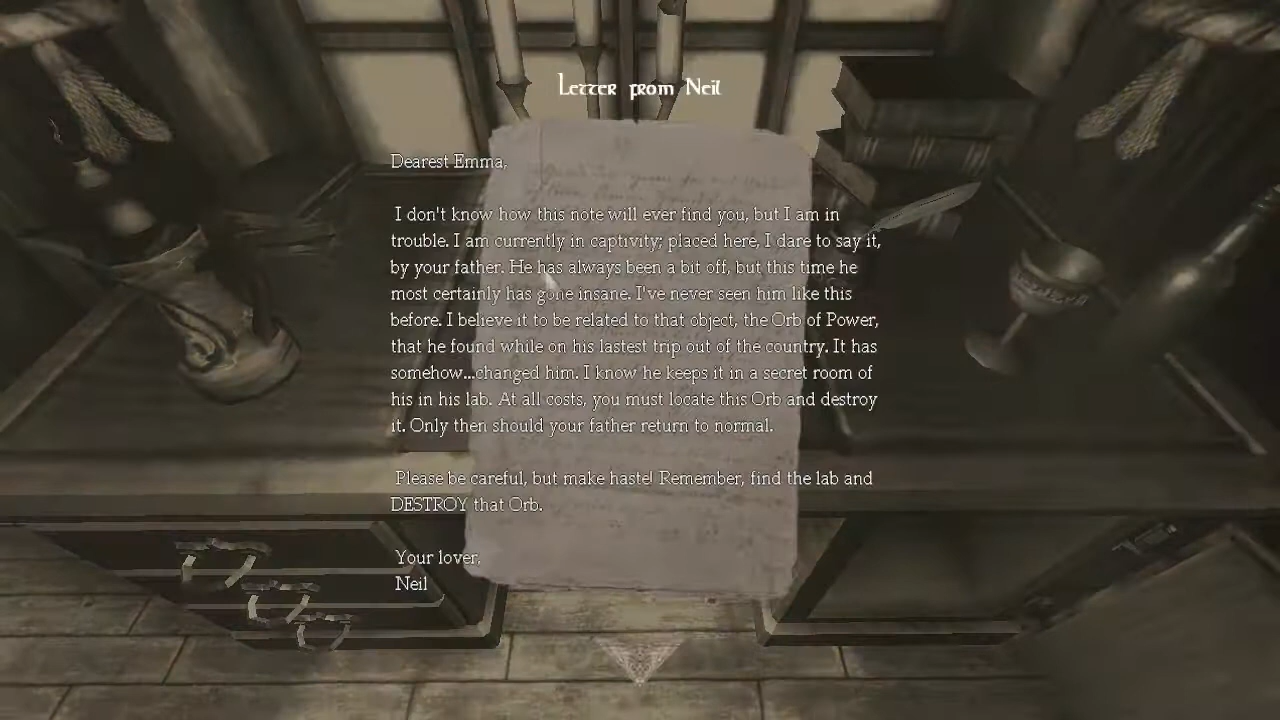 Letter from Neil
Dearest Emma,
I don't know how this note will ever find you, but I am in
trouble. I am currently in captivity; placed here, I dare to say it,
by your father. He has always been a bit off, but this time he
most certainly has gone insane. I've never seen him like this
before. I believe it to be related to that object, the Orb of Power,
that he found while on his lastest trip out of the country. It has
somehow...changed him. I know he keeps it in a secret room of
his in his lab. At all costs, you must locate this Orb and destroy
it. Only then should your father return to normal.
Please be careful, but make haste! Remember, find the lab and
DESTROY that Orb.
Your lover,
Neil